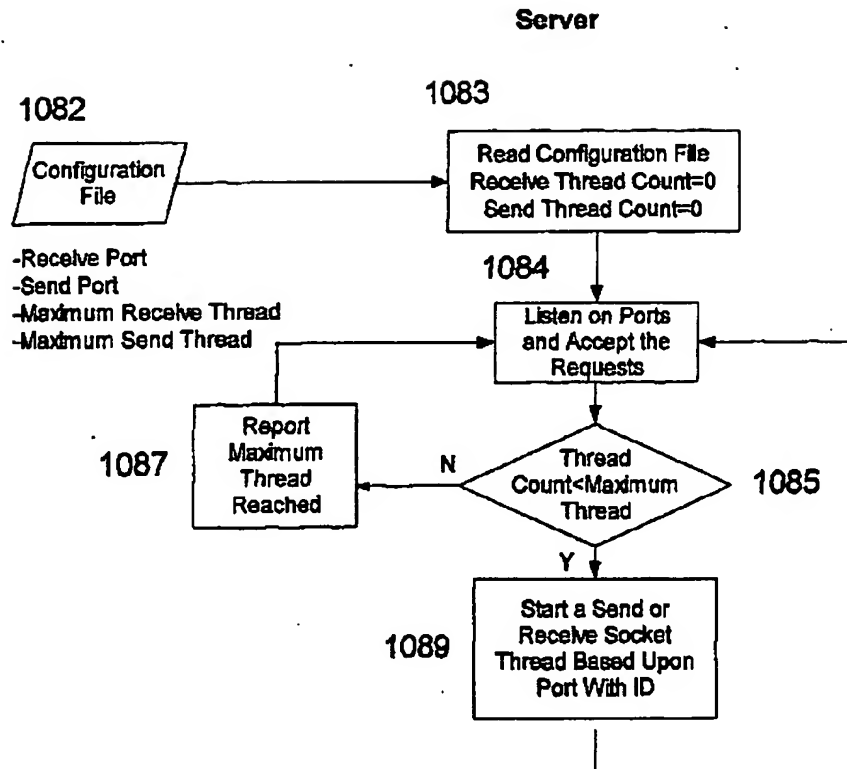 Server
1082
1083
Configuration
File
Read Configuration File
Receive Thread Count=0
Send Thread Count=0
-Receive Port
-Send Port
-Maximum Receive Thread
-Maximum Send Thread
1084
Listen on Ports
and Accept the
Requests
Report
Maximum
Thread
Reached
1087
N
Thread
Count<Maximum
Thread
1085
Y
Start a Send or
Receive Socket
Thread Based Upon
Port With ID
1089